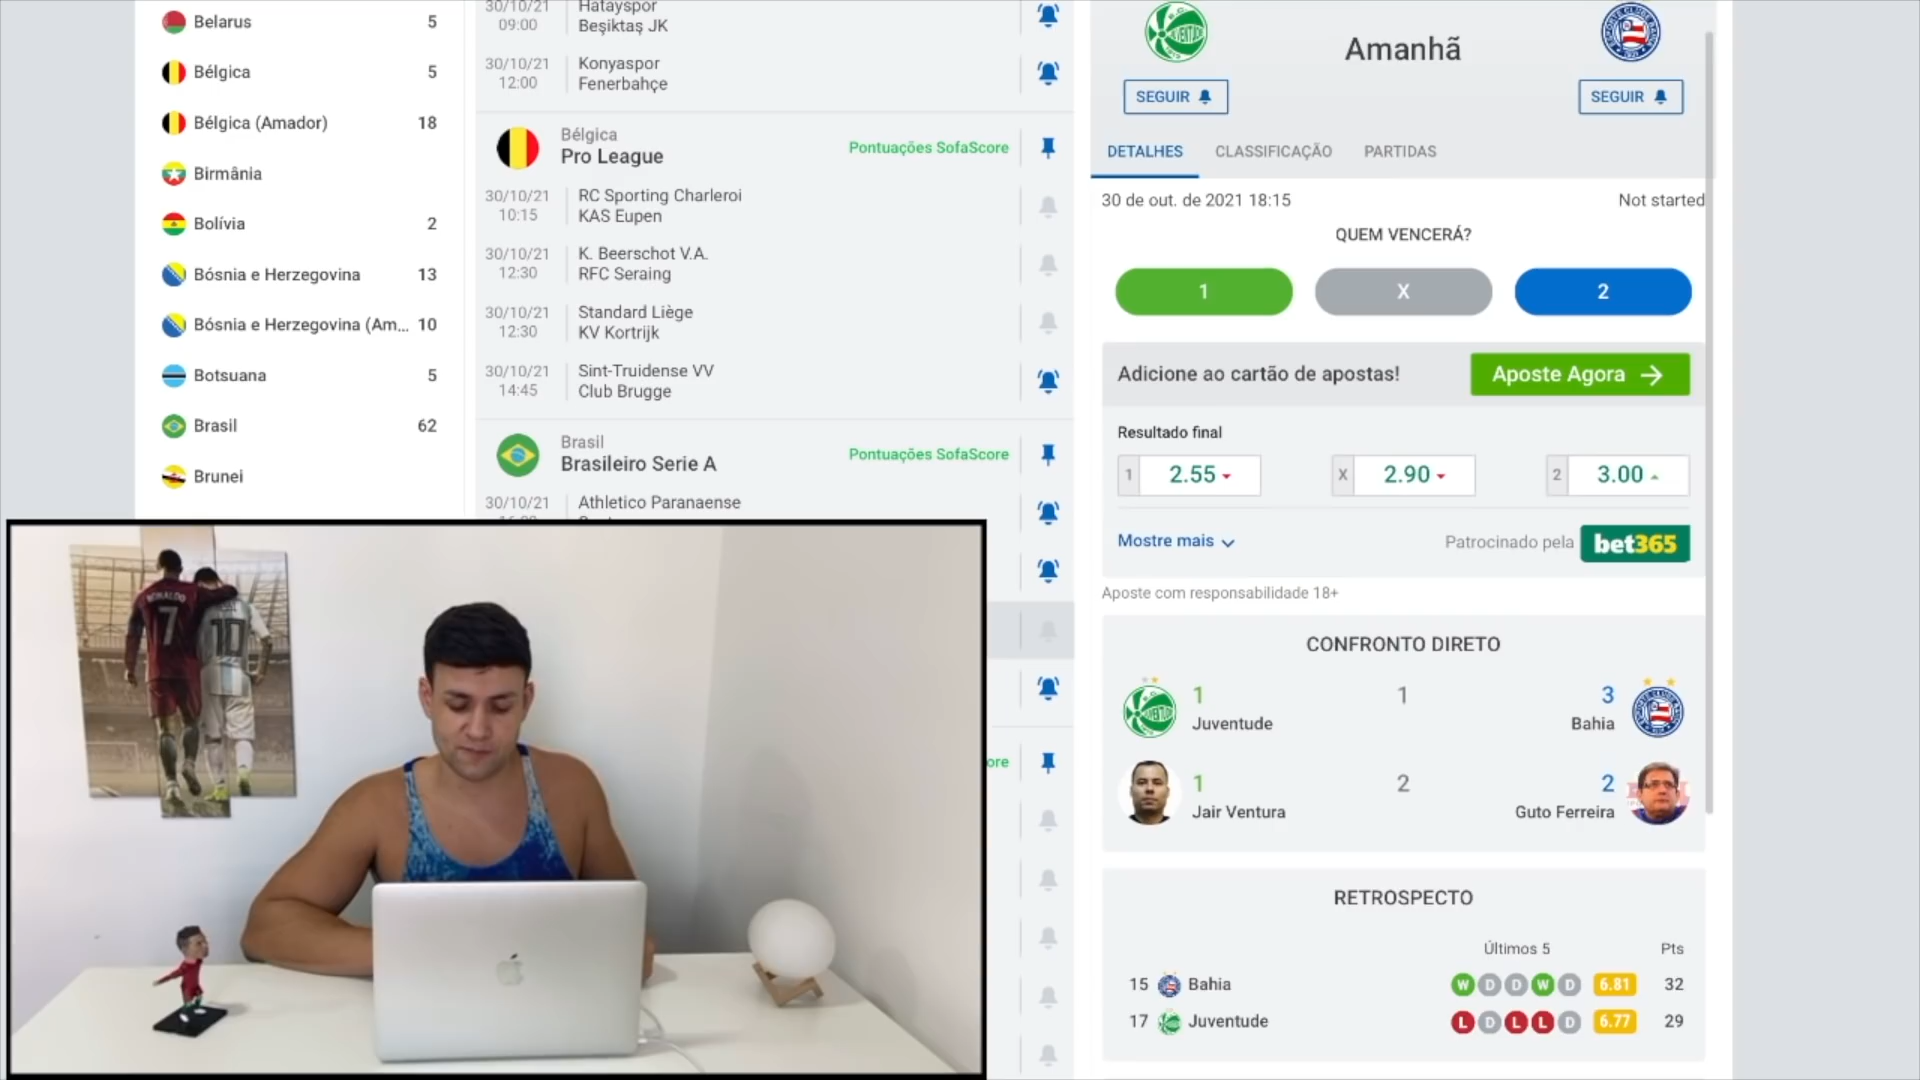 Belarus 5
Bélgica 5
Bélgica (Amador) 18
Birmânia
Bolívia 2
Bósnia e Herzegovina 13
Bósnia e Herzegovina (Am... 10
Botsuana 5
Brasil 62
Brunei
30/10/21 Hatayspor
09:00 Beşiktaş JK
30/10/21 Konyaspor
12:00 Fenerbahçe
Bélgica
Pro League Pontuações SofaScore
30/10/21 RC Sporting Charleroi
10:15 KAS Eupen
30/10/21 K. Beerschot V.A.
12:30 RFC Seraing
30/10/21 Standard Liège
12:30 KV Kortrijk
30/10/21 Sint-Truidense VV
14:45 Club Brugge
Brasil
Brasileiro Serie A Pontuações SofaScore
30/10/21 Athletico Paranaense
ore
RONALDO
7
10
Amanhã
SEGUIR SEGUIR
DETALHES CLASSIFICAÇÃO PARTIDAS
30 de out. de 2021 18:15 Not started
QUEM VENCERÁ?
1 X 2
Adicione ao cartão de apostas! Aposte Agora
Resultado final
1 2.55 X 2.90 2 3.00
Mostre mais Patrocinado pela bet365
Aposte com responsabilidade 18+
CONFRONTO DIRETO
1 1 3
Juventude Bahia
1 2 2
Jair Ventura Guto Ferreira
RETROSPECTO
Últimos 5 Pts
15 Bahia W D D W D 6.81 32
17 Juventude L D L L D 6.77 29